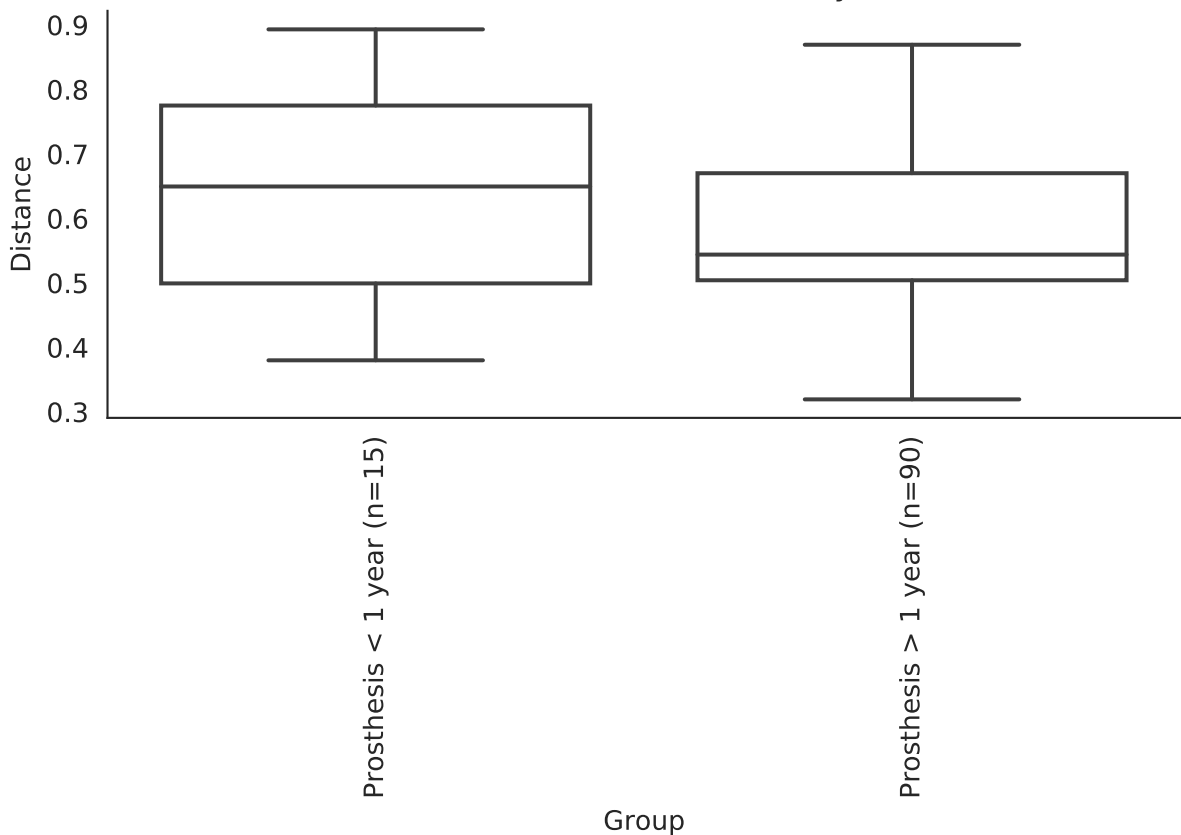 0.9
0.8
0.7
0.6
0.5
0.4
0.3
Distance
Prosthesis < 1 year (n=15)
Prosthesis > 1 year (n=90)
Group